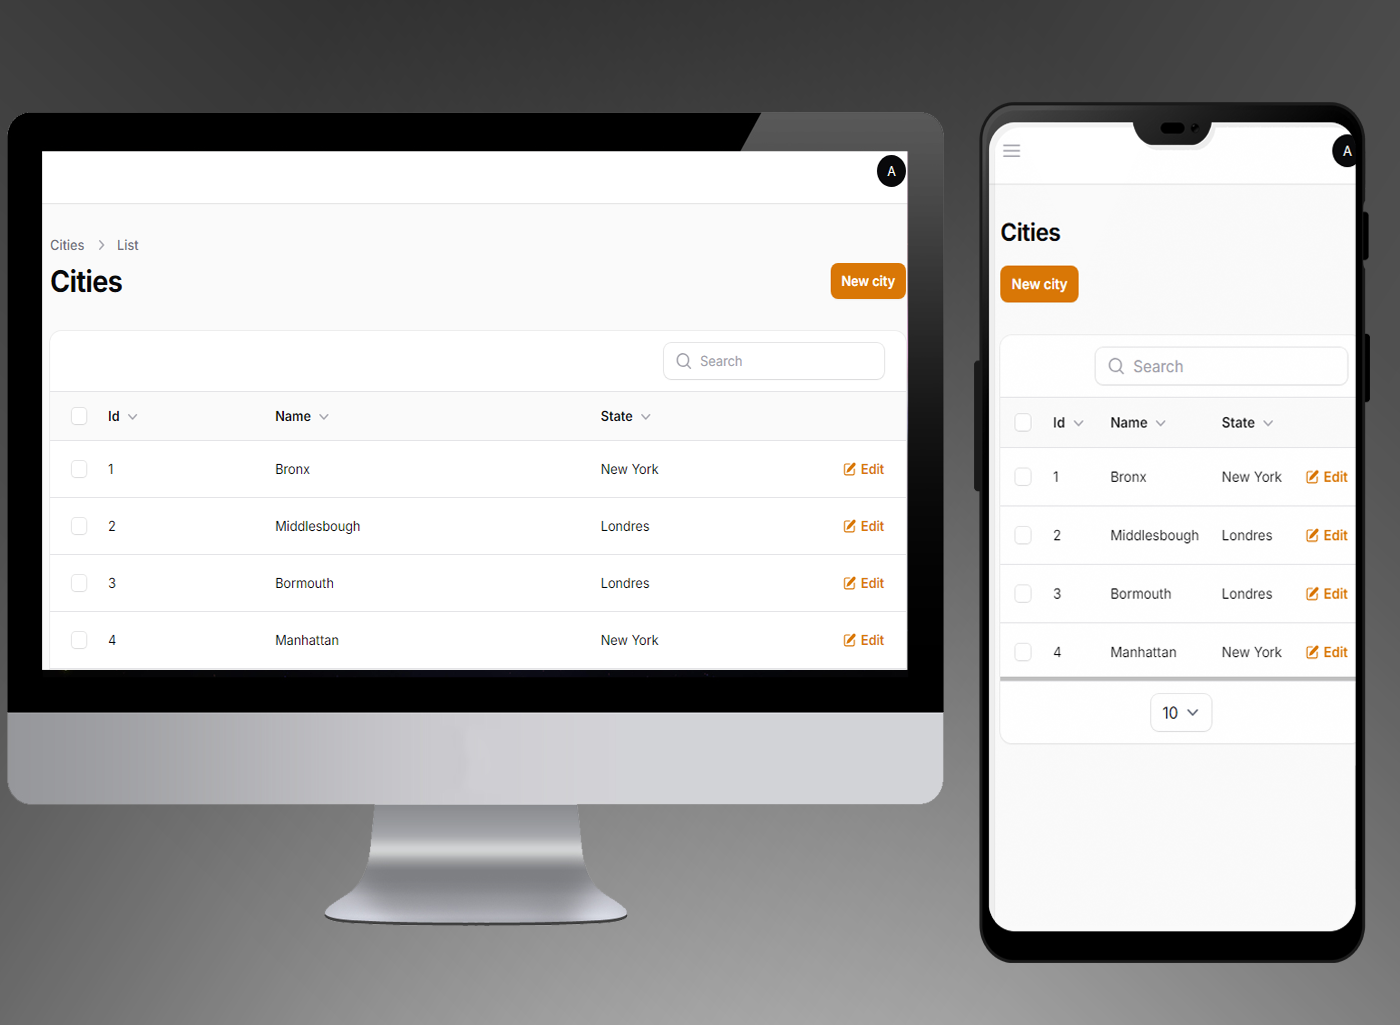 A
Cities > List
Cities
New city
Search
Id Name State
1 Bronx New York Edit
2 Middlesbough Londres Edit
3 Bormouth Londres Edit
4 Manhattan New York Edit
A
Cities
New city
Search
Id Name State
1 Bronx New York Edit
2 Middlesbough Londres Edit
3 Bormouth Londres Edit
4 Manhattan New York Edit
10